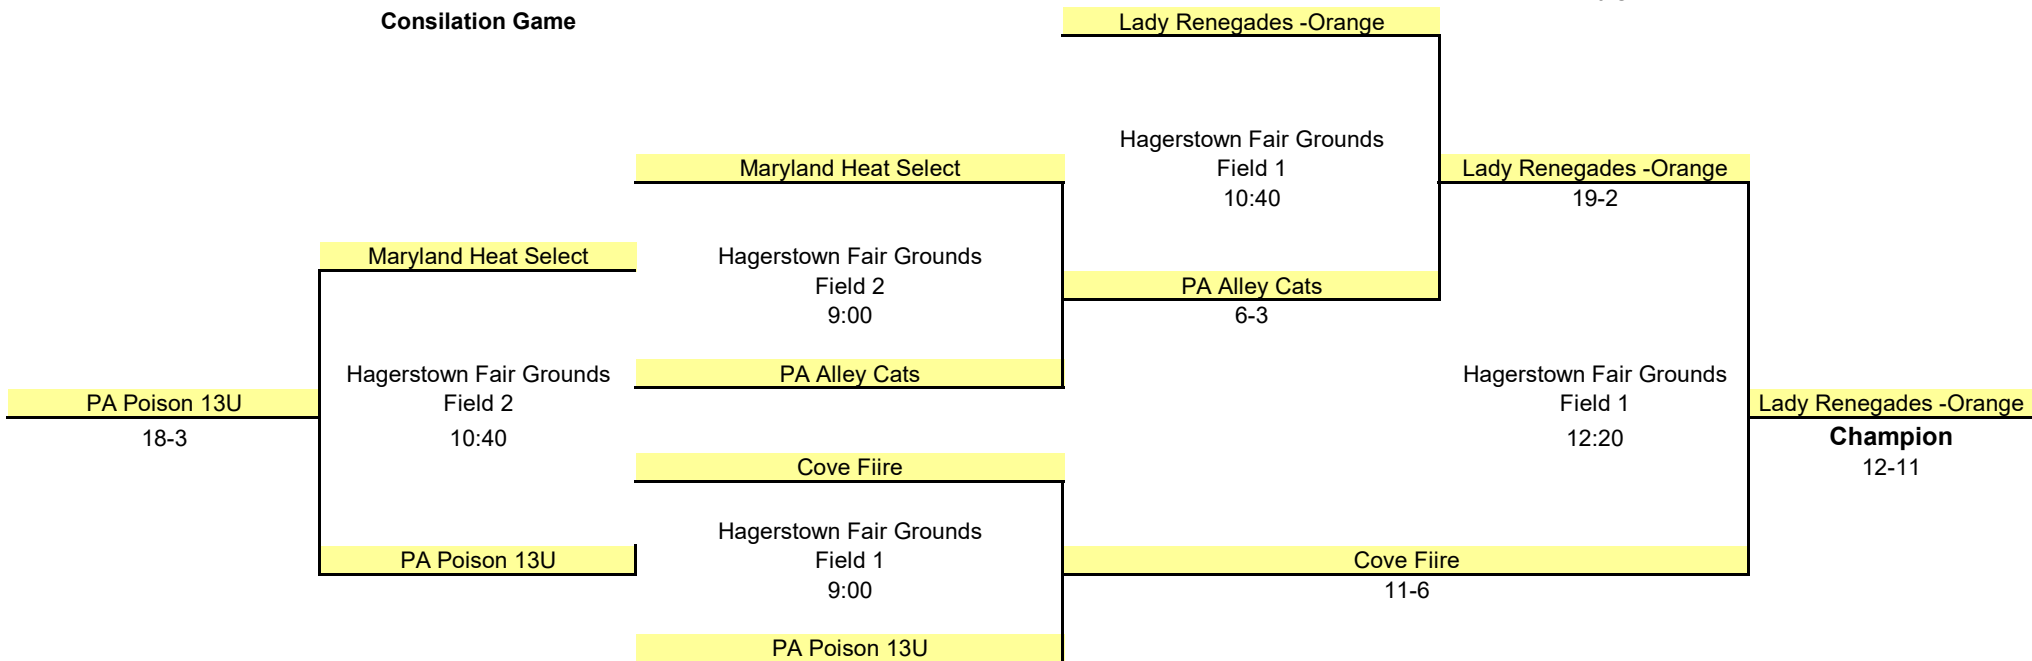 Consilation Game
Lady Renegades -Orange
Hagerstown Fair Grounds
Field 1
10:40
Maryland Heat Select
Lady Renegades -Orange
19-2
Maryland Heat Select
Hagerstown Fair Grounds
Field 2
9:00
PA Alley Cats
6-3
PA Poison 13U
18-3
Hagerstown Fair Grounds
Field 2
10:40
PA Alley Cats
Hagerstown Fair Grounds
Field 1
12:20
Lady Renegades -Orange
Champion
12-11
Cove Fiire
Hagerstown Fair Grounds
Field 1
9:00
PA Poison 13U
Cove Fiire
11-6
PA Poison 13U